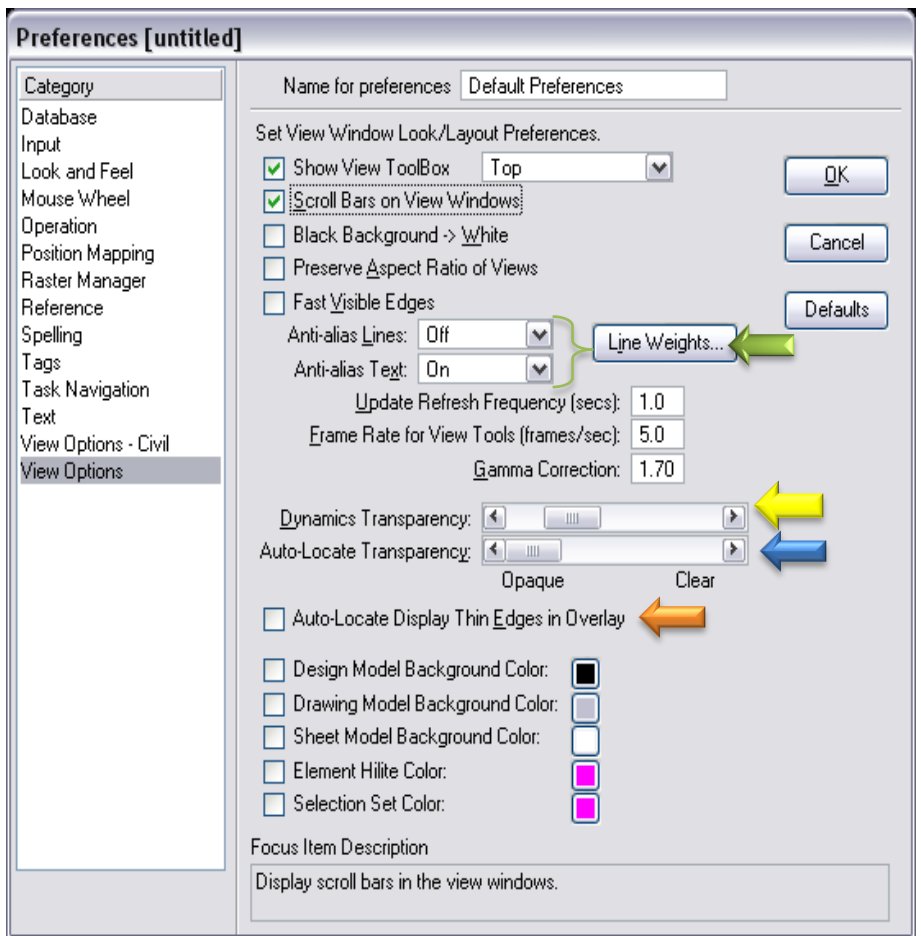 Preferences [untitled]
Category
Database
Input
Look and Feel
Mouse Wheel
Operation
Position Mapping
Raster Manager
Reference
Spelling
Tags
Task Navigation
Text
View Options - Civil
View Options
Name for preferences Default Preferences
Set View Window Look/Layout Preferences.
Show View ToolBox Top
Scroll Bars on View Windows
Black Background -> White
Preserve Aspect Ratio of Views
Fast Visible Edges
Anti-alias Lines: Off
Anti-alias Text: On
Line Weights...
Update Refresh Frequency (secs): 1.0
Frame Rate for View Tools (frames/sec): 5.0
Gamma Correction: 1.70
Dynamics Transparency:
Auto-Locate Transparency:
Opaque Clear
Auto-Locate Display Thin Edges in Overlay
Design Model Background Color:
Drawing Model Background Color:
Sheet Model Background Color:
Element Hilite Color:
Selection Set Color:
OK
Cancel
Defaults
Focus Item Description
Display scroll bars in the view windows.